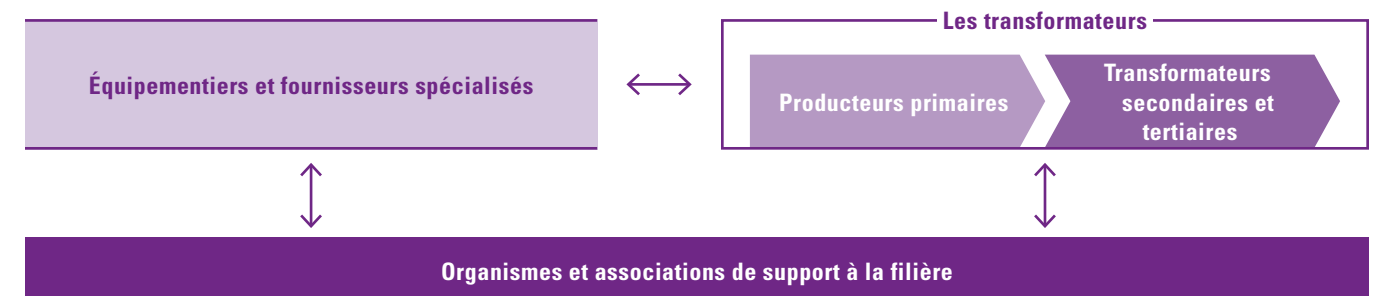 Les transformateurs
Équipementiers et fournisseurs spécialisés
Producteurs primaires
Transformateurs
secondaires et
tertiaires
Organismes et associations de support à la filière